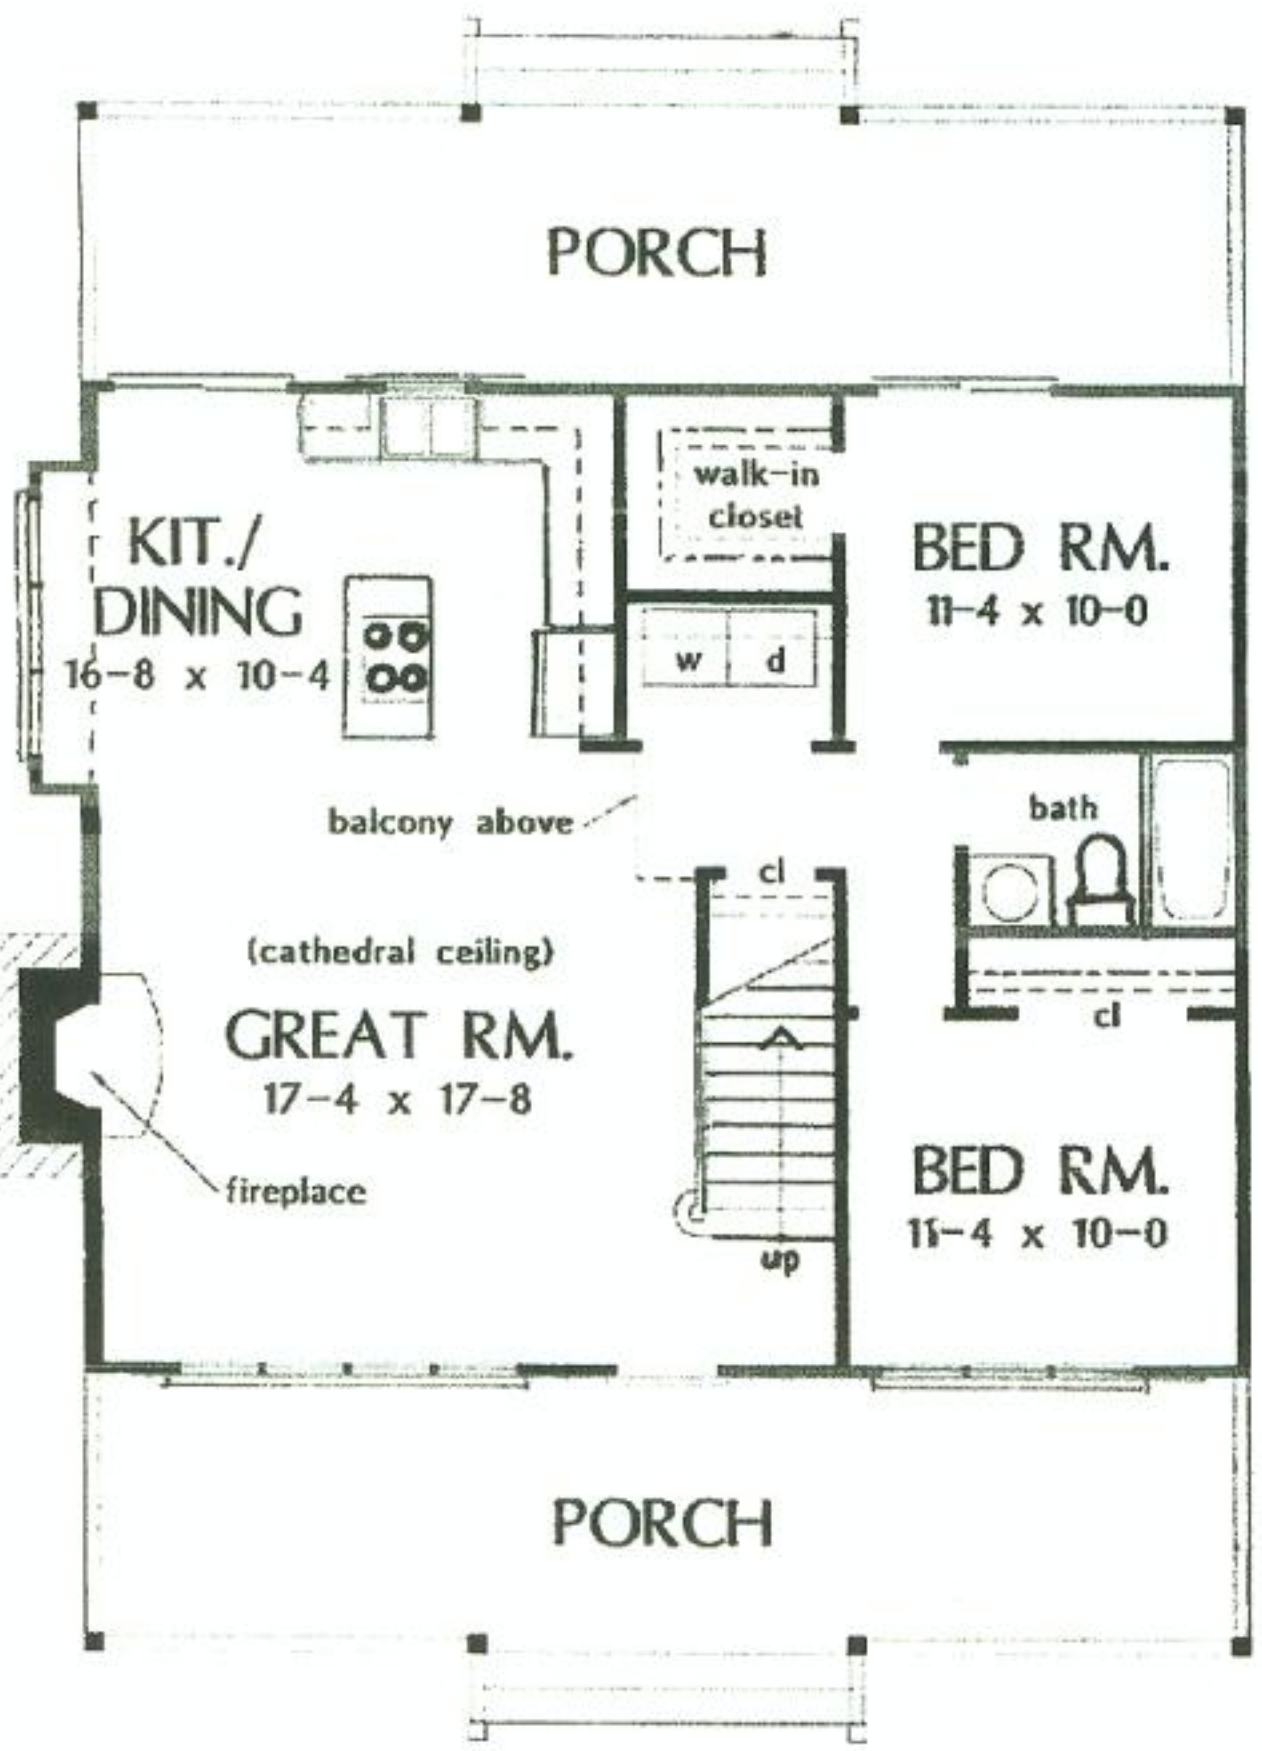 PORCH
walk-in
closet
KIT./
DINING
16-8 x 10-4
BED RM.
11-4 x 10-0
w d
balcony above
bath
cl
(cathedral ceiling)
GREAT RM.
17-4 x 17-8
cl
fireplace
BED RM.
11-4 x 10-0
up
PORCH